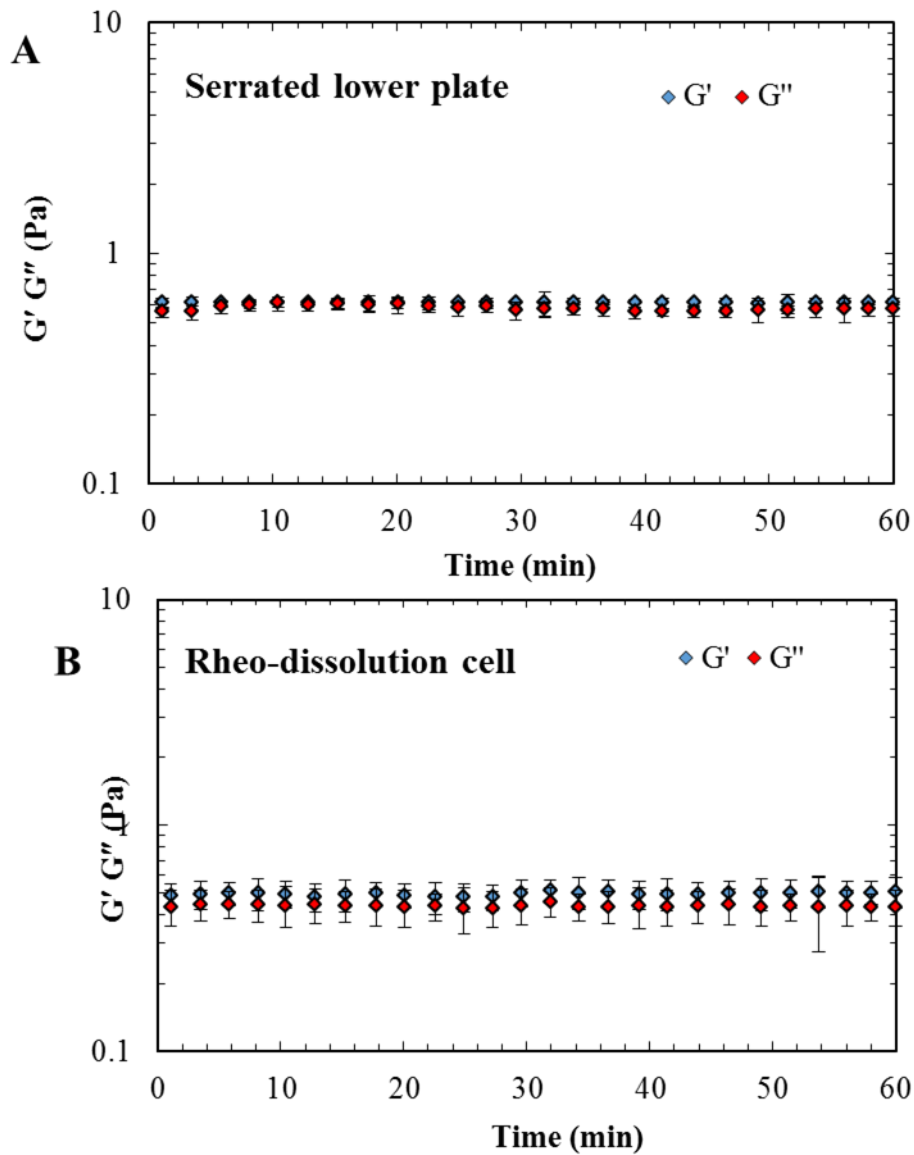 A
Serrated lower plate
G' G"
10
1
0.1
G' G" (Pa)
0 10 20 30 40 50 60
Time (min)
B
Rheo-dissolution cell
G' G"
10
1
0.1
G' G" (Pa)
0 10 20 30 40 50 60
Time (min)